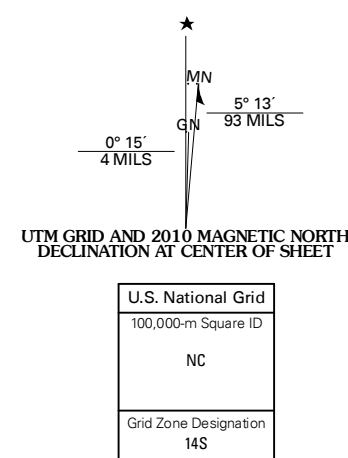 MN
5° 13´
93 MILS
GN
0° 15´
4 MILS
UTM GRID AND 2010 MAGNETIC NORTH
DECLINATION AT CENTER OF SHEET
U.S. National Grid
100,000-m Square ID
NC
Grid Zone Designation
14S